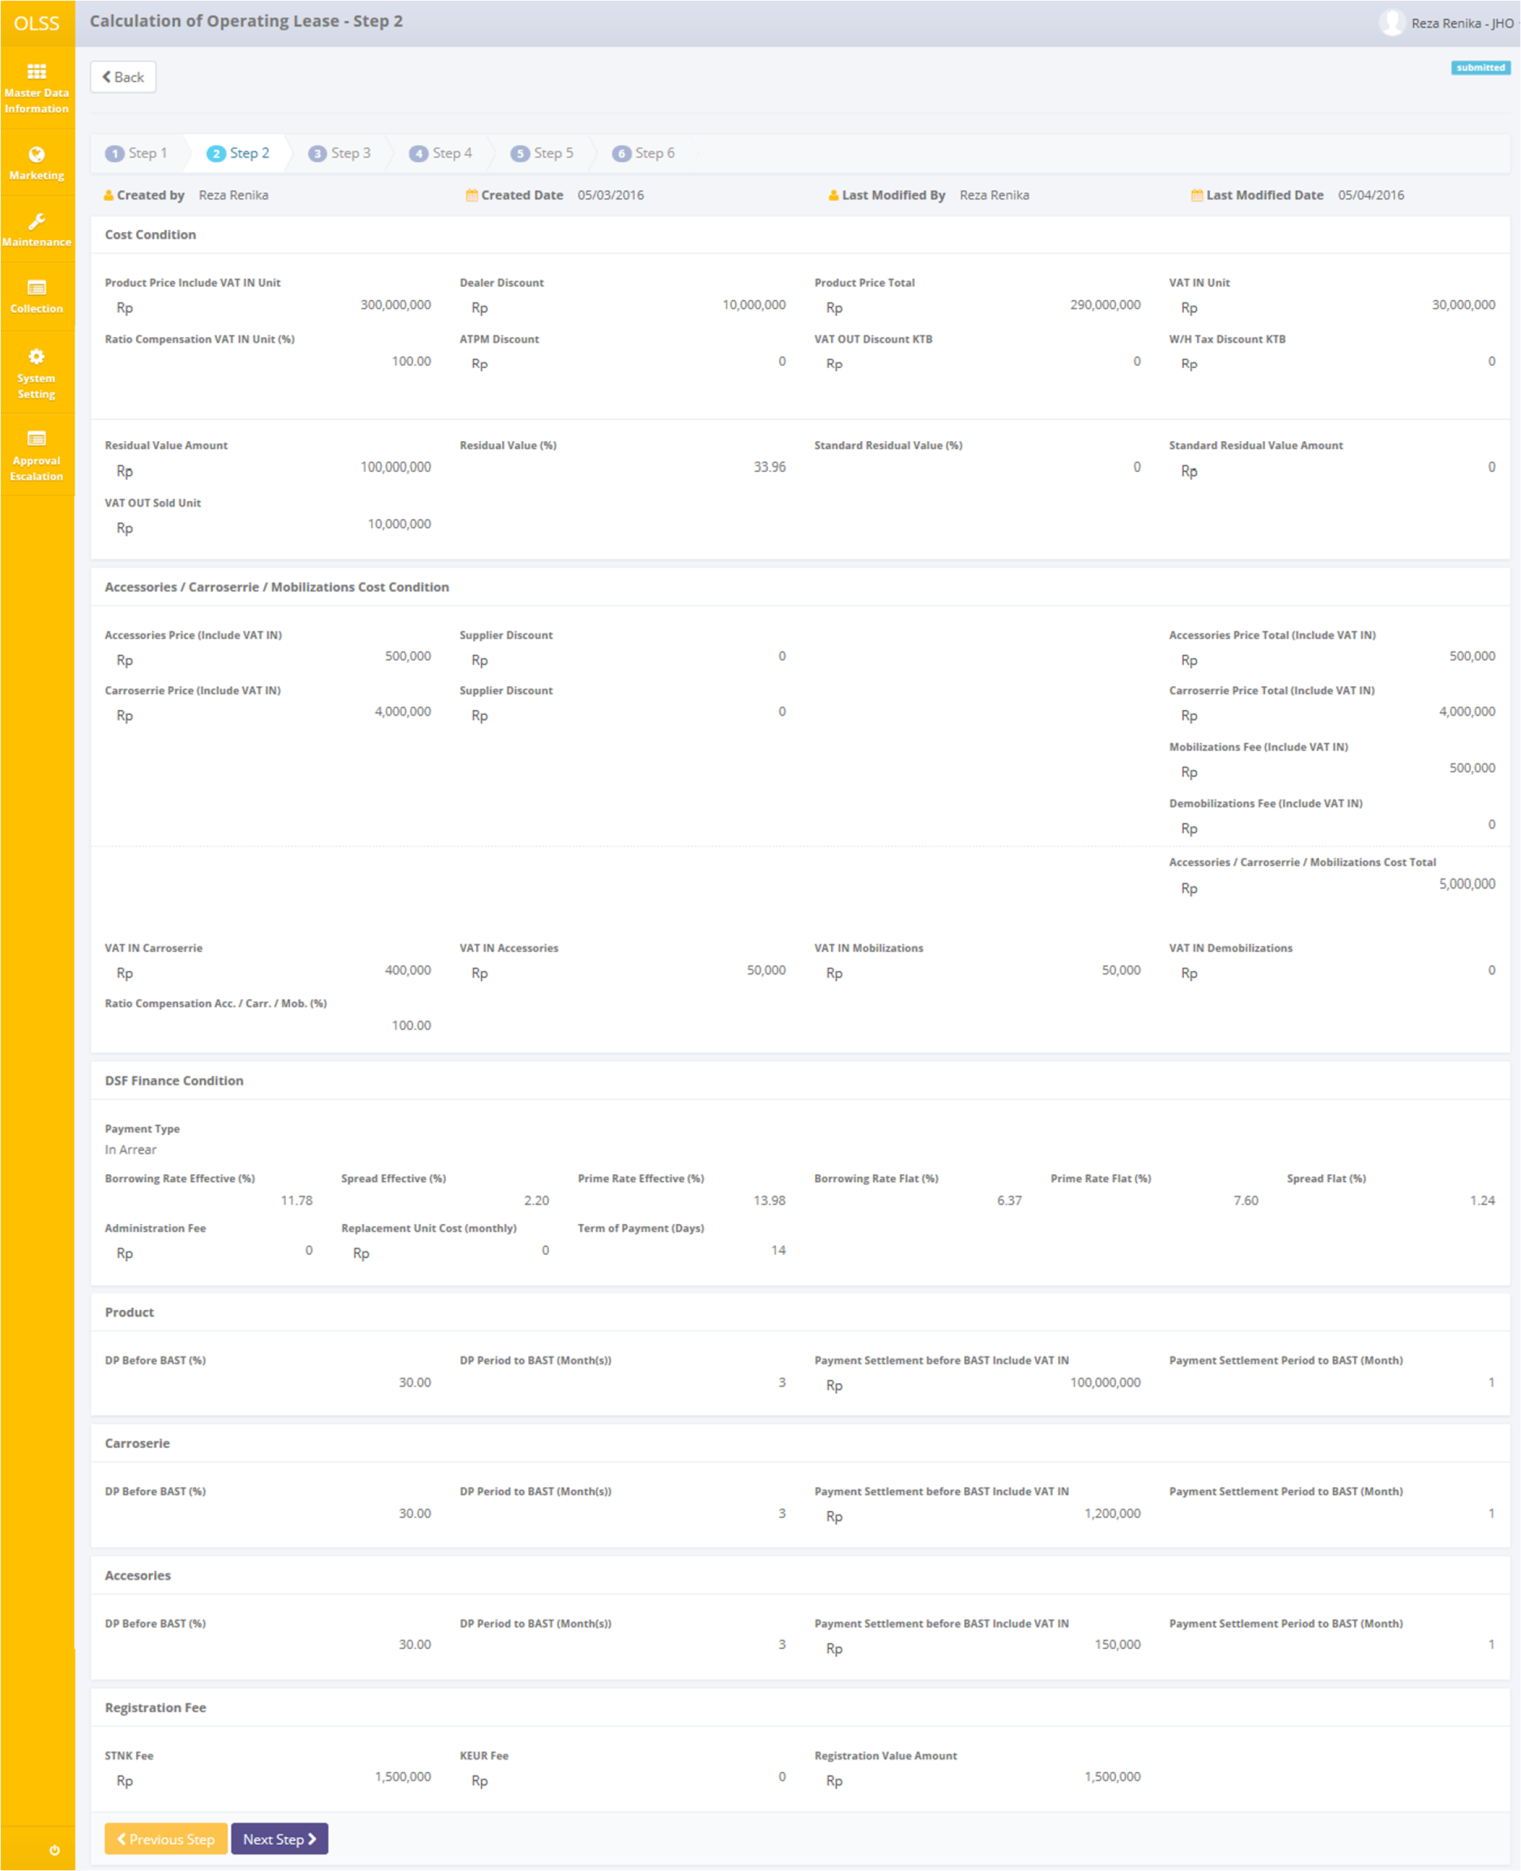 OLSS
Calculation of Operating Lease - Step 2
Reza Renika - JHO
Back
submitted
Master Data
Information
Marketing
Maintenance
Collection
System
Setting
Approval
Escalation
1 Step 1
2 Step 2
3 Step 3
4 Step 4
5 Step 5
6 Step 6
Created by Reza Renika
Created Date 05/03/2016
Last Modified By Reza Renika
Last Modified Date 05/04/2016
Cost Condition
Product Price Include VAT IN Unit
Rp 300,000,000
Dealer Discount
Rp 10,000,000
Product Price Total
Rp 290,000,000
VAT IN Unit
Rp 30,000,000
Ratio Compensation VAT IN Unit (%)
100.00
ATPM Discount
Rp 0
VAT OUT Discount KTB
Rp 0
W/H Tax Discount KTB
Rp 0
Residual Value Amount
Rp 100,000,000
Residual Value (%)
33.96
Standard Residual Value (%)
0
Standard Residual Value Amount
Rp 0
VAT OUT Sold Unit
Rp 10,000,000
Accessories / Carroserrie / Mobilizations Cost Condition
Accessories Price (Include VAT IN)
Rp 500,000
Supplier Discount
Rp 0
Accessories Price Total (Include VAT IN)
Rp 500,000
Carroserrie Price (Include VAT IN)
Rp 4,000,000
Supplier Discount
Rp 0
Carroserrie Price Total (Include VAT IN)
Rp 4,000,000
Mobilizations Fee (Include VAT IN)
Rp 500,000
Demobilizations Fee (Include VAT IN)
Rp 0
Accessories / Carroserrie / Mobilizations Cost Total
Rp 5,000,000
VAT IN Carroserrie
Rp 400,000
VAT IN Accessories
Rp 50,000
VAT IN Mobilizations
Rp 50,000
VAT IN Demobilizations
Rp 0
Ratio Compensation Acc. / Carr. / Mob. (%)
100.00
DSF Finance Condition
Payment Type
In Arrear
Borrowing Rate Effective (%)
11.78
Spread Effective (%)
2.20
Prime Rate Effective (%)
13.98
Borrowing Rate Flat (%)
6.37
Prime Rate Flat (%)
7.60
Spread Flat (%)
1.24
Administration Fee
Rp 0
Replacement Unit Cost (monthly)
Rp 0
Term of Payment (Days)
14
Product
DP Before BAST (%)
30.00
DP Period to BAST (Month(s))
3
Payment Settlement before BAST Include VAT IN
Rp 100,000,000
Payment Settlement Period to BAST (Month)
1
Carroserie
DP Before BAST (%)
30.00
DP Period to BAST (Month(s))
3
Payment Settlement before BAST Include VAT IN
Rp 1,200,000
Payment Settlement Period to BAST (Month)
1
Accesories
DP Before BAST (%)
30.00
DP Period to BAST (Month(s))
3
Payment Settlement before BAST Include VAT IN
Rp 150,000
Payment Settlement Period to BAST (Month)
1
Registration Fee
STNK Fee
Rp 1,500,000
KEUR Fee
Rp 0
Registration Value Amount
Rp 1,500,000
Previous Step
Next Step